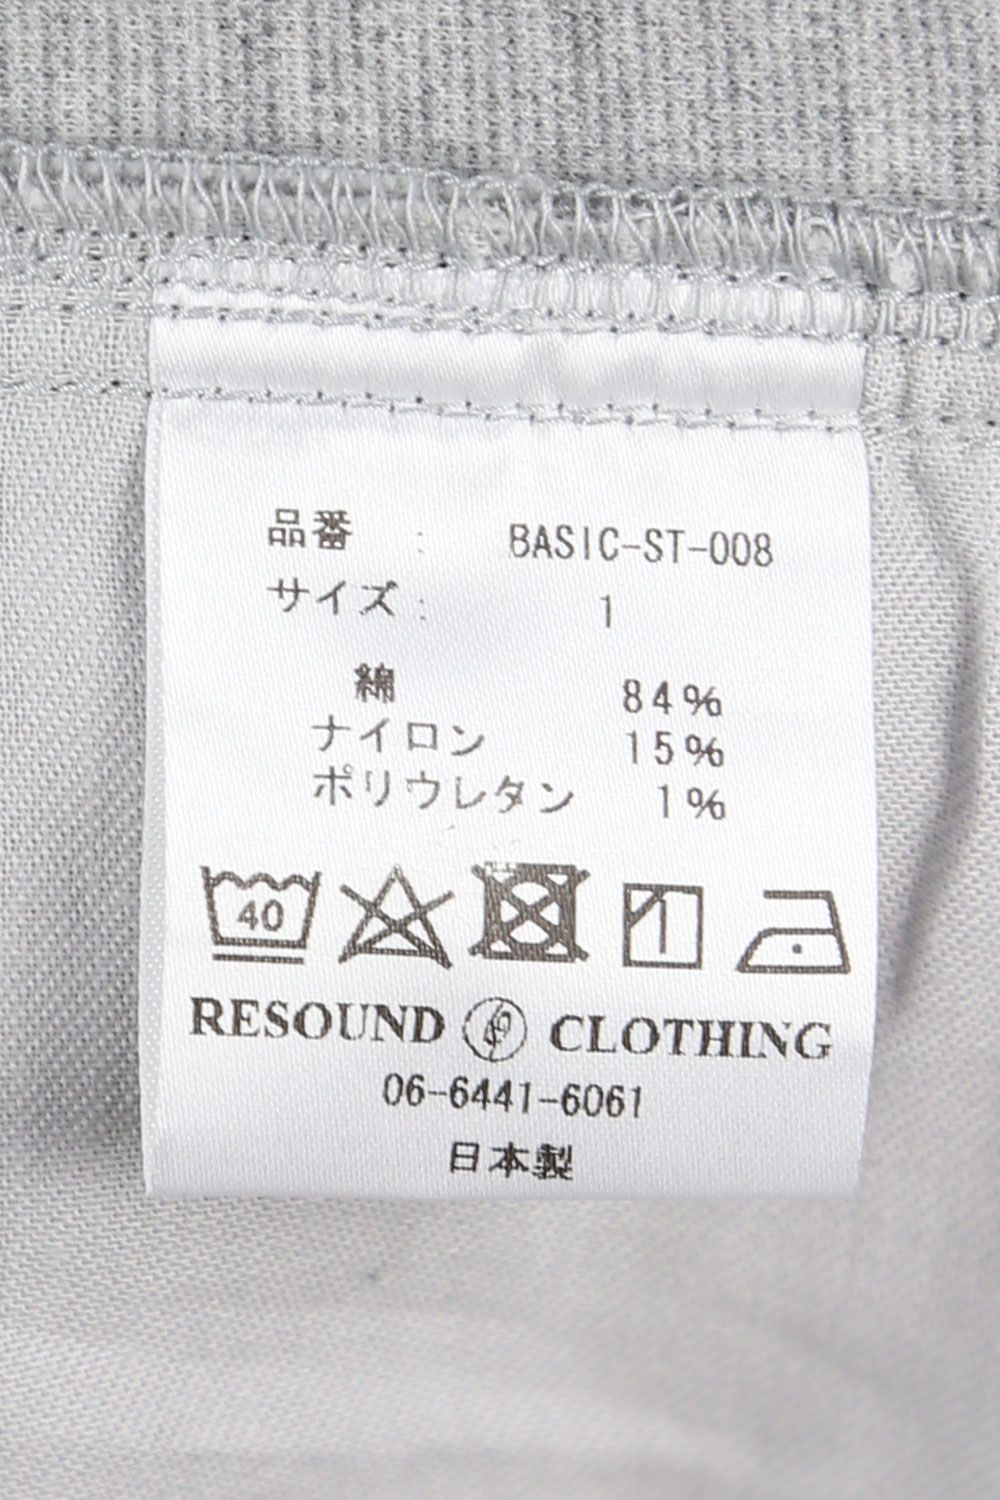 品番 : BASIC-ST-008
サイズ: 1
綿 84%
ナイロン 15%
ポリウレタン 1%
40
RESOUND CLOTHING
06-6441-6061
日本製